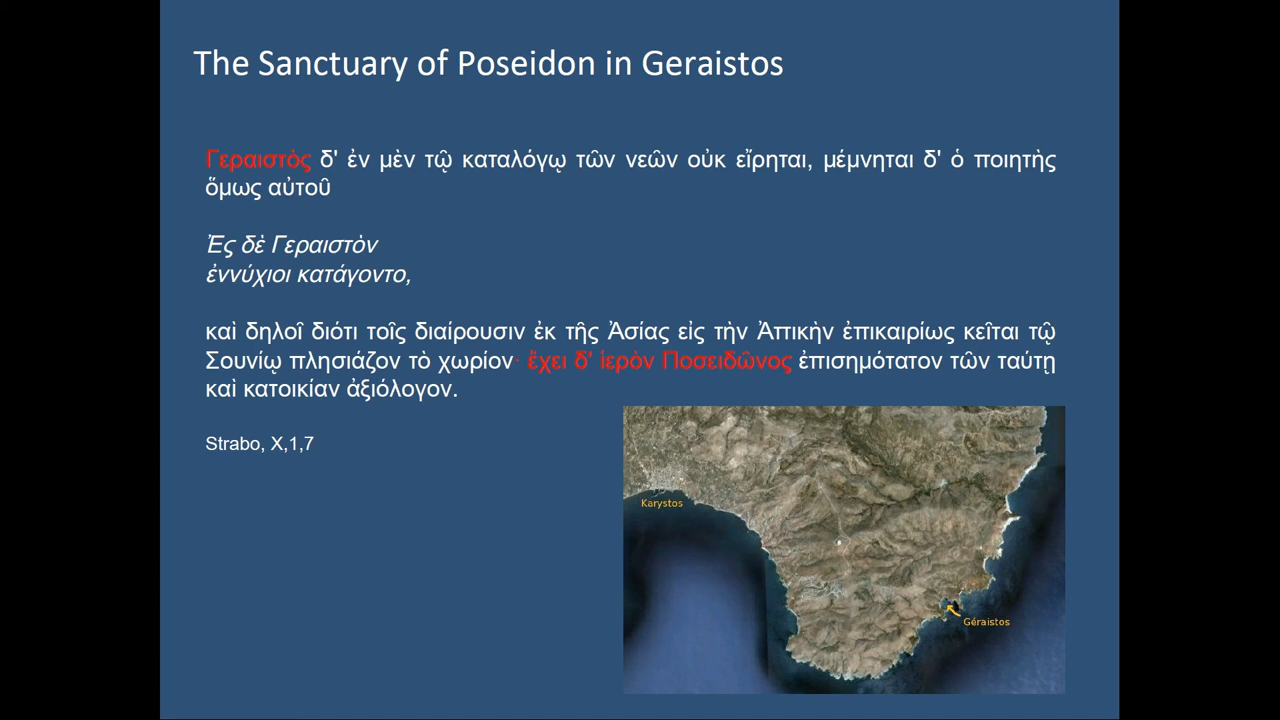 The Sanctuary of Poseidon in Geraistos
Γεραιστὸς δ' ἐν μὲν τῷ καταλόγῳ τῶν νεῶν οὐκ εἴρηται, μέμνηται δ' ὁ ποιητὴς
ὅμως αὐτοῦ
Ἐς δὲ Γεραιστὸν
ἐννύχιοι κατάγοντο,
καὶ δηλοῖ διότι τοῖς διαίρουσιν ἐκ τῆς Ἀσίας εἰς τὴν Ἀττικὴν ἐπικαιρίως κεῖται τῷ
Σουνίῳ πλησιάζον τὸ χωρίον· ἔχει δ' ἱερὸν Ποσειδῶνος ἐπισημότατον τῶν ταύτῃ
καὶ κατοικίαν ἀξιόλογον.
Strabo, X,1,7
Karystos
Géraistos